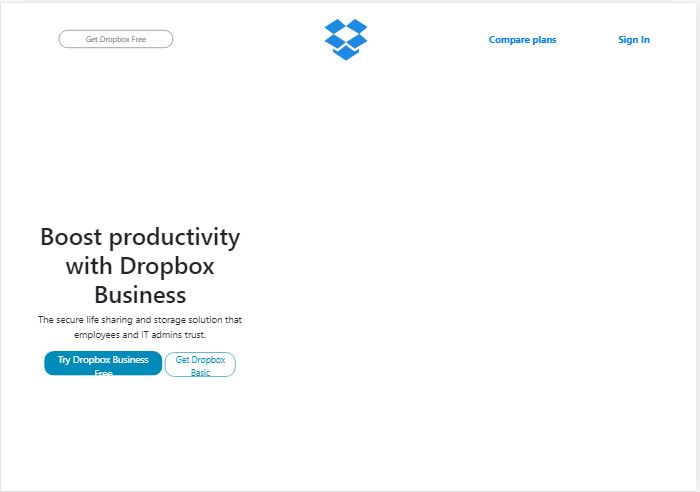 Get Dropbox Free
Compare plans
Sign In
Boost productivity
with Dropbox
Business
The secure life sharing and storage solution that
employees and IT admins trust.
Try Dropbox Business
Free
Get Dropbox
Basic